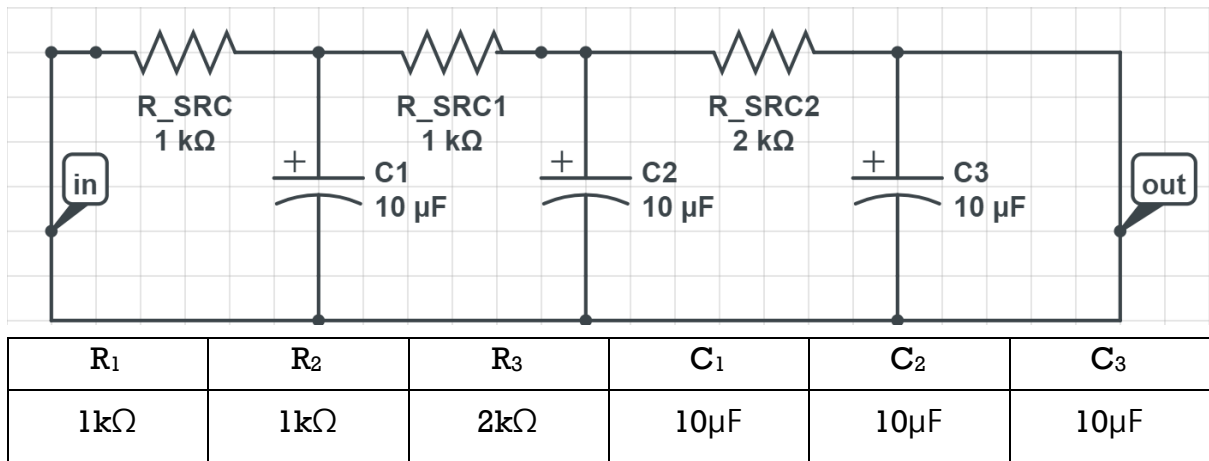 R_SRC
1 kΩ
R_SRC1
1 kΩ
R_SRC2
2 kΩ
in
+
C1
10 μF
+
C2
10 μF
+
C3
10 μF
out
R₁ R₂ R₃ C₁ C₂ C₃
1kΩ 1kΩ 2kΩ 10μF 10μF 10μF